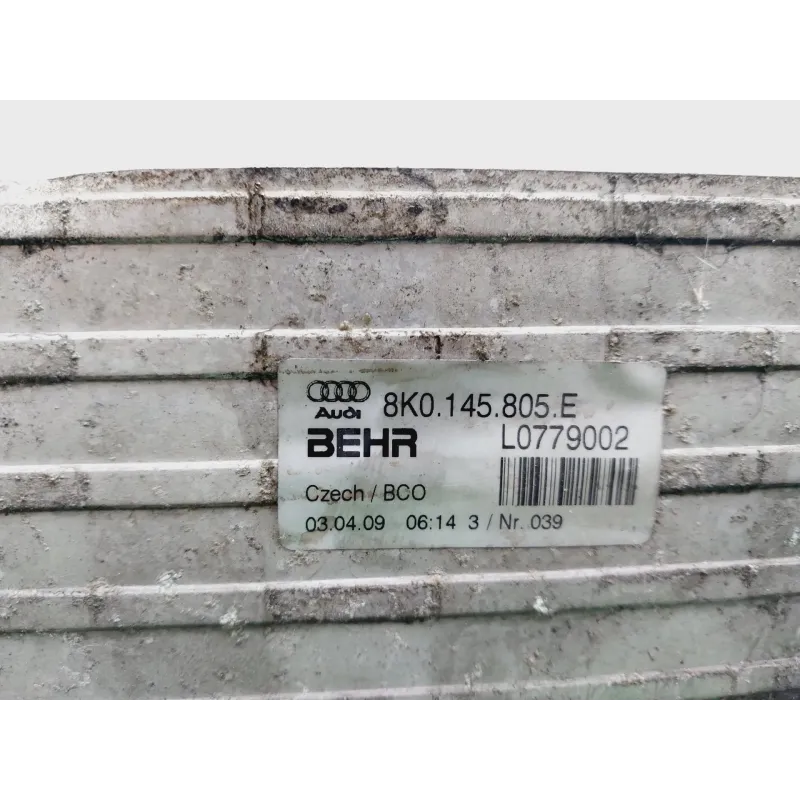 Audi 8K0.145.805.E
BEHR L0779002
Czech / BCO
03.04.09 06:14 3 / Nr. 039